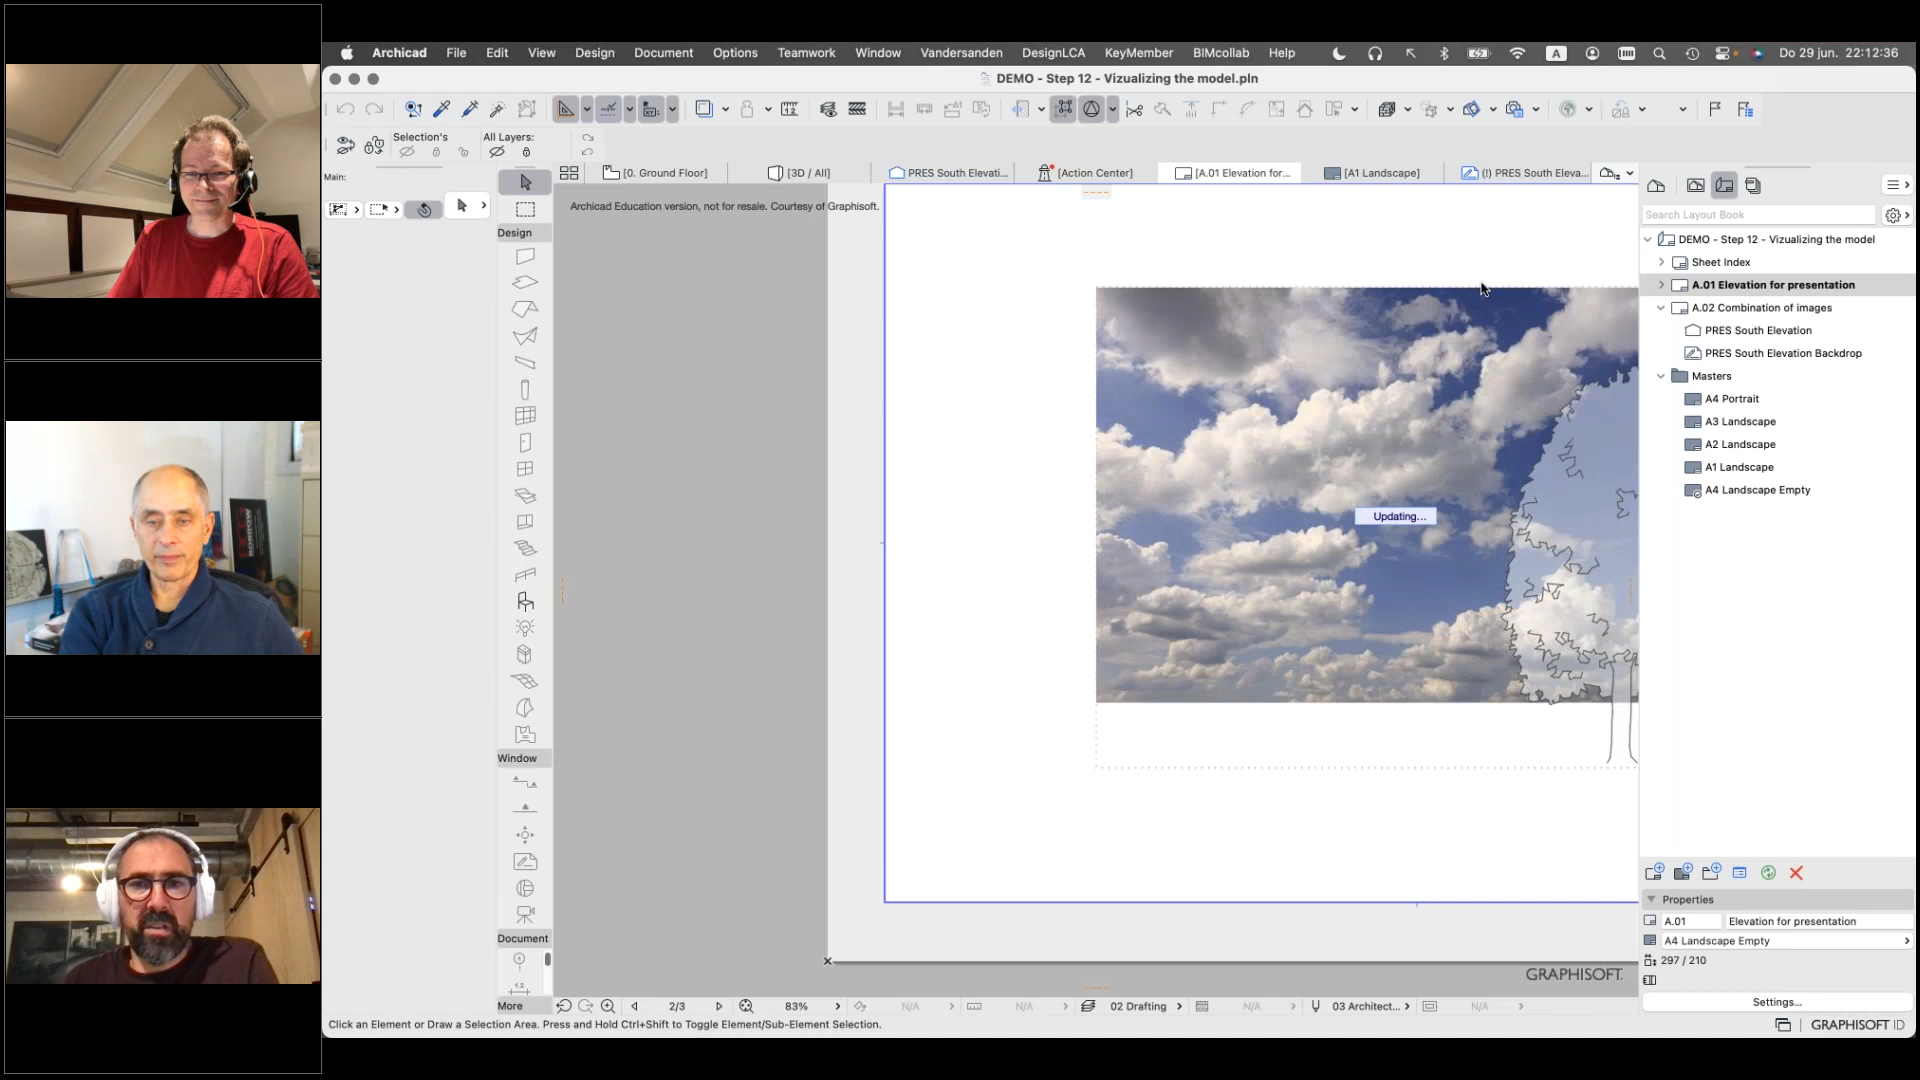 Archicad File Edit View Design Document Options Teamwork Window Vandersanden DesignLCA KeyMember BIMcollab Help A Do 29 jun. 22:12:36
DEMO - Step 12 - Vizualizing the model.pln
Selection's
All Layers:
Main:
[0. Ground Floor]
[3D / All]
PRES South Elevati...
[Action Center]
[A.01 Elevation for...
[A1 Landscape]
(!) PRES South Eleva...
Archicad Education version, not for resale. Courtesy of Graphisoft.
Design
Window
Document
More
Updating...
GRAPHISOFT.
Search Layout Book
DEMO - Step 12 - Vizualizing the model
Sheet Index
A.01 Elevation for presentation
A.02 Combination of images
PRES South Elevation
PRES South Elevation Backdrop
Masters
A4 Portrait
A3 Landscape
A2 Landscape
A1 Landscape
A4 Landscape Empty
Properties
A.01 Elevation for presentation
A4 Landscape Empty
297 / 210
Settings...
2/3 83% N/A N/A 02 Drafting N/A 03 Architect... N/A
Click an Element or Draw a Selection Area. Press and Hold Ctrl+Shift to Toggle Element/Sub-Element Selection.
GRAPHISOFT ID